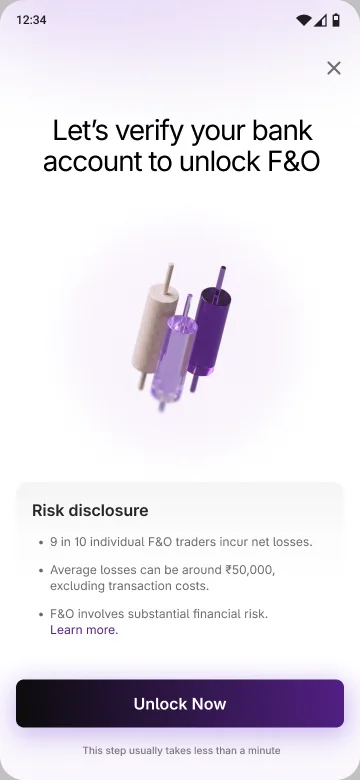 12:34
Let's verify your bank
account to unlock F&O
Risk disclosure
• 9 in 10 individual F&O traders incur net losses.
• Average losses can be around ₹50,000,
excluding transaction costs.
• F&O involves substantial financial risk.
Learn more.
Unlock Now
This step usually takes less than a minute